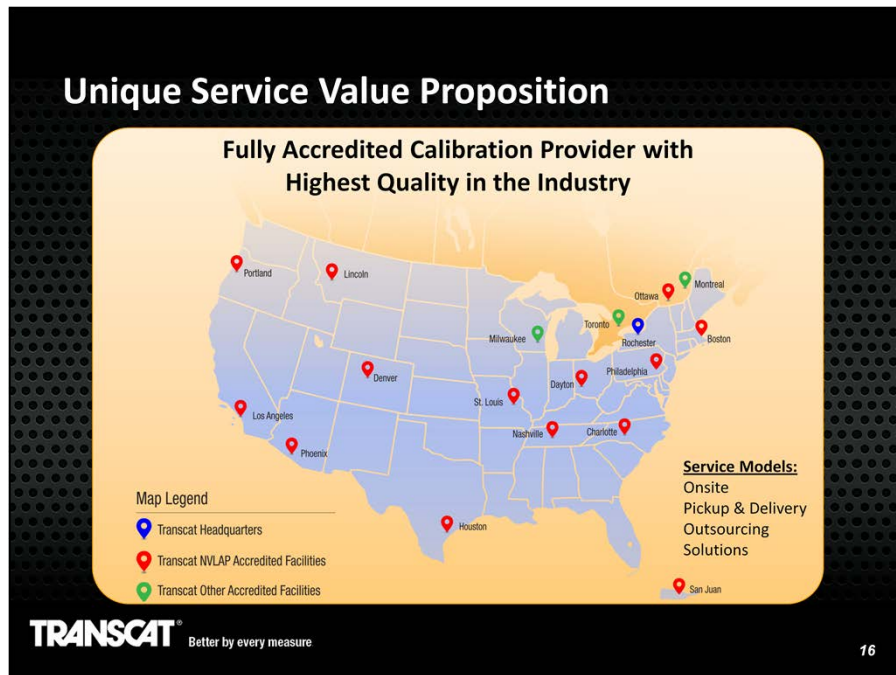 Unique Service Value Proposition
Fully Accredited Calibration Provider with
Highest Quality in the Industry
Portland
Lincoln
Ottawa
Montreal
Toronto
Milwaukee
Rochester
Boston
Denver
Philadelphia
Dayton
St. Louis
Los Angeles
Nashville
Charlotte
Phoenix
Houston
San Juan
Service Models:
Onsite
Pickup & Delivery
Outsourcing
Solutions
Map Legend
Transcat Headquarters
Transcat NVLAP Accredited Facilities
Transcat Other Accredited Facilities
TRANSCAT® Better by every measure
16